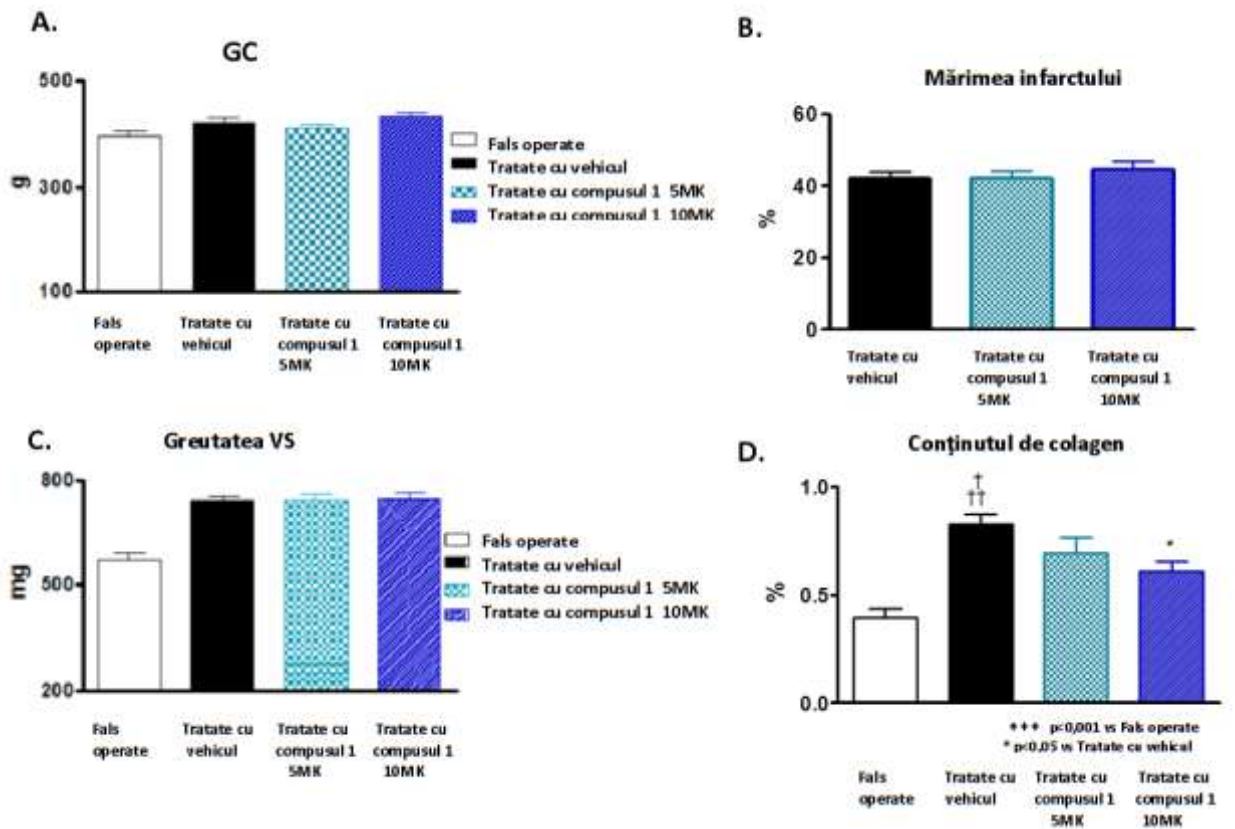 A.
GC
500
300
100
g
Fals operate
Tratate cu vehicul
Tratate cu compusul 1 5MK
Tratate cu compusul 1 10MK
Fals
operate
Tratate cu
vehicul
Tratate cu
compusul 1
5MK
Tratate cu
compusul 1
10MK
B.
Mărimea infarctului
60
40
20
0
%
Tratate cu
vehicul
Tratate cu
compusul 1
5MK
Tratate cu
compusul 1
10MK
C.
Greutatea VS
800
500
200
mg
Fals operate
Tratate cu vehicul
Tratate cu compusul 1 5MK
Tratate cu compusul 1 10MK
Fals
operate
Tratate cu
vehicul
Tratate cu
compusul 1
5MK
Tratate cu
compusul 1
10MK
D.
Conţinutul de colagen
1.0
0.5
0.0
%
†
††
*
✦✦✦ p<0,001 vs Fals operate
* p<0,05 vs Tratate cu vehicul
Fals
operate
Tratate cu
vehicul
Tratate cu
compusul 1
5MK
Tratate cu
compusul 1
10MK